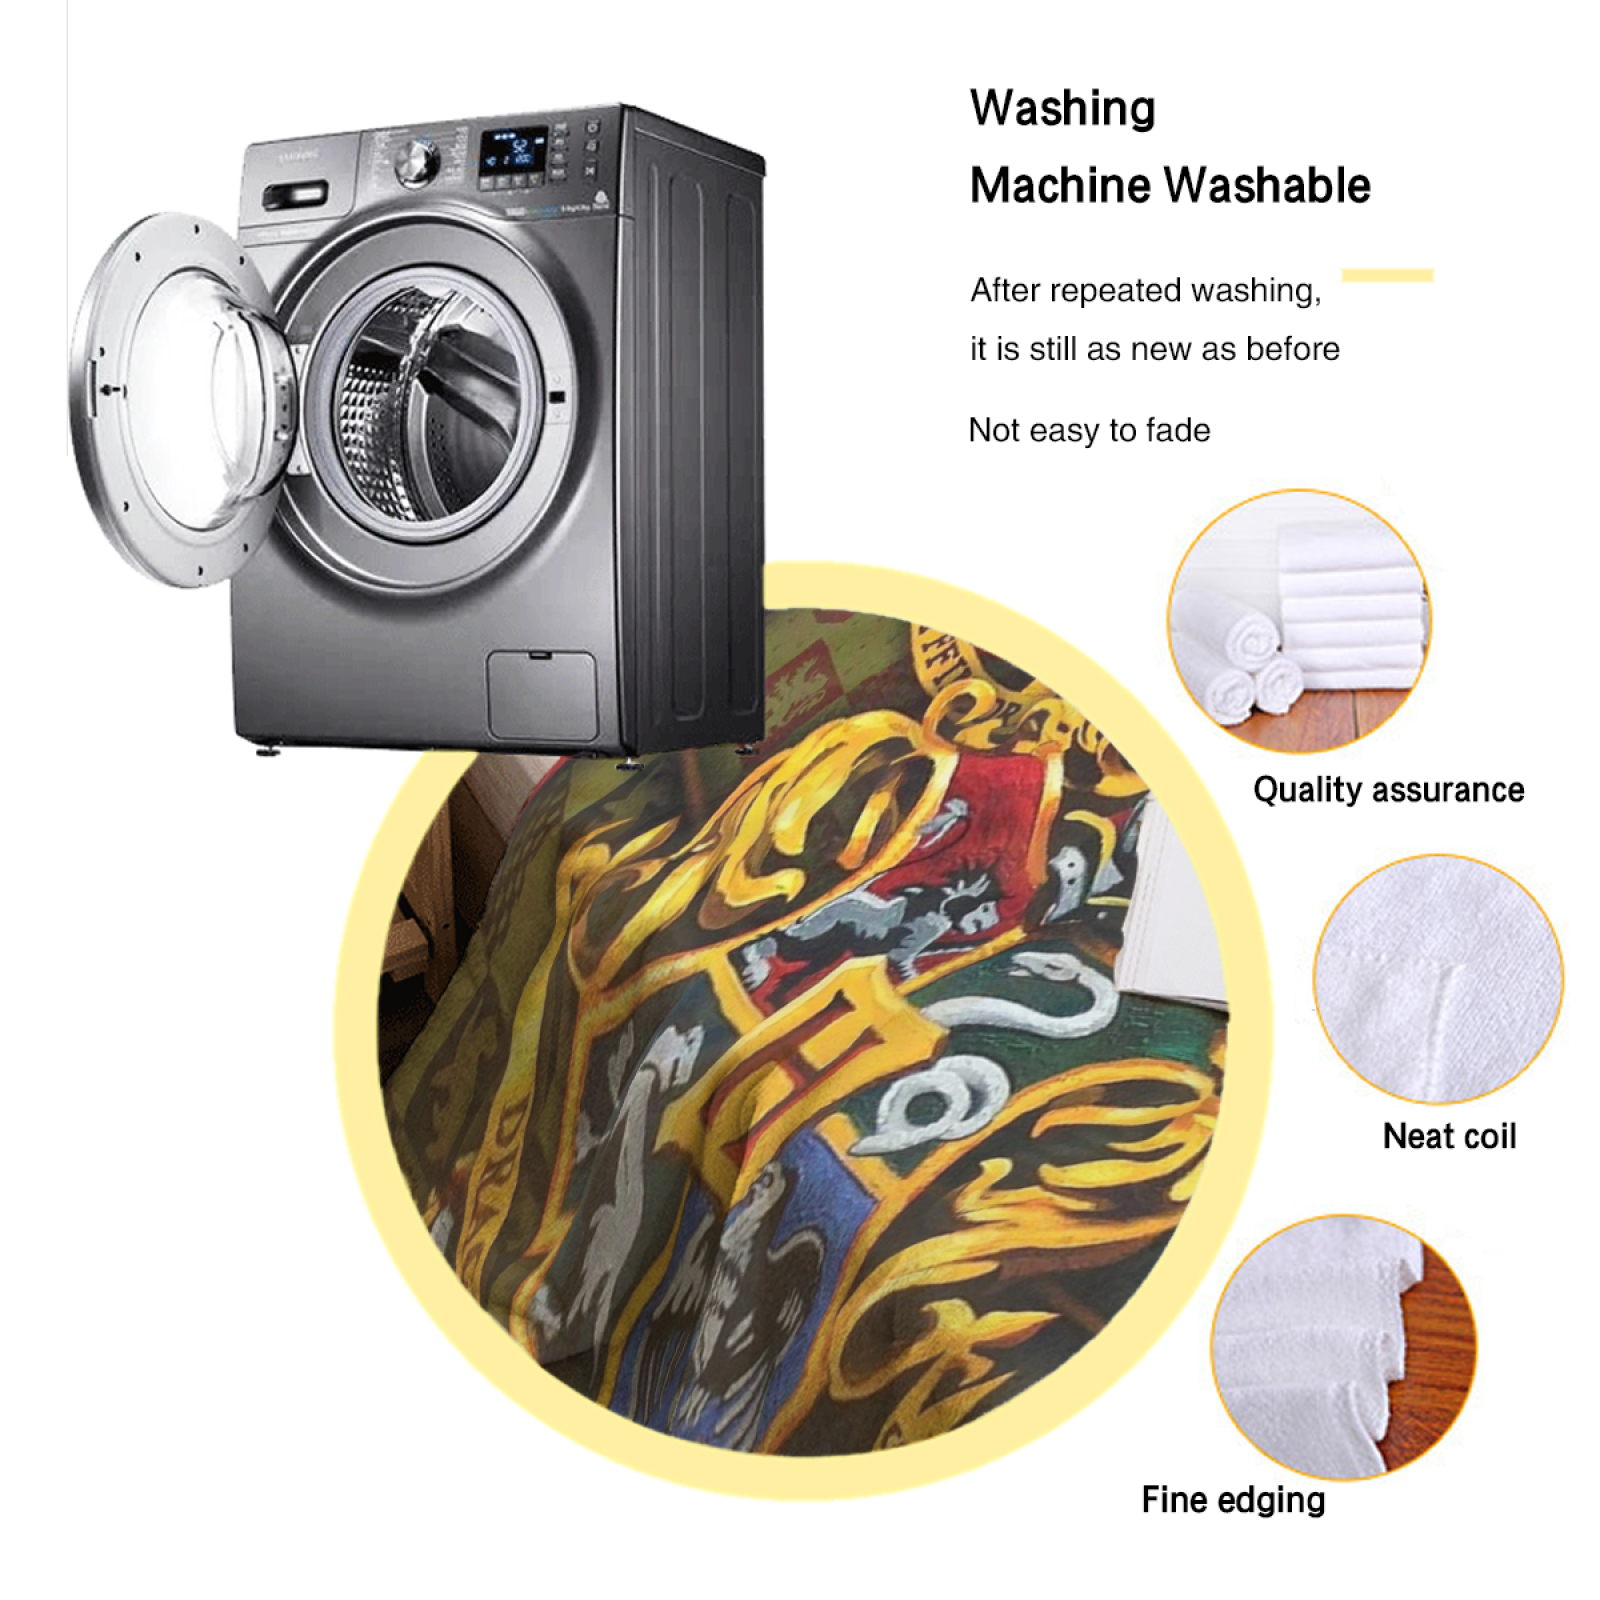 Washing
Machine Washable
After repeated washing,
it is still as new as before
Not easy to fade
Quality assurance
Neat coil
Fine edging
DRAC